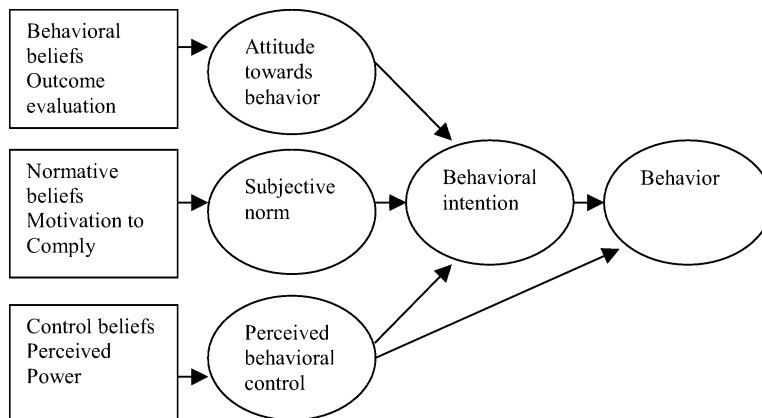 Behavioral
beliefs
Outcome
evaluation
Attitude
towards
behavior
Normative
beliefs
Motivation to
Comply
Subjective
norm
Behavioral
intention
Behavior
Control beliefs
Perceived
Power
Perceived
behavioral
control